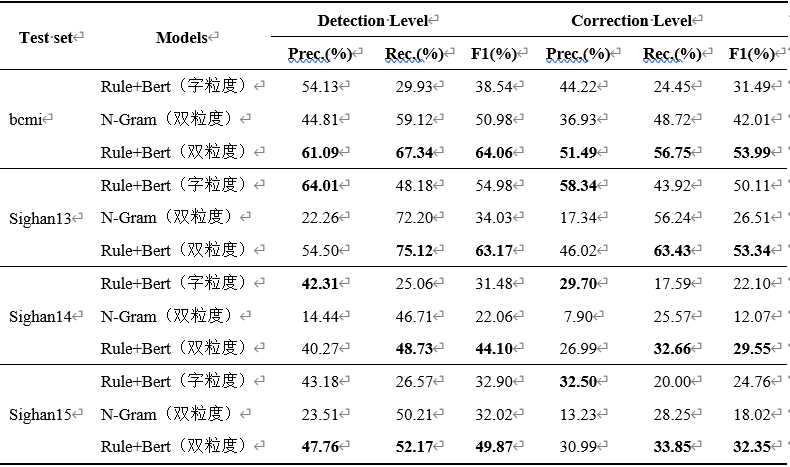 Test set Models Detection Level Correction Level
Prec.(%) Rec.(%) F1(%) Prec.(%) Rec.(%) F1(%)
bcmi Rule+Bert（字粒度） 54.13 29.93 38.54 44.22 24.45 31.49
N-Gram（双粒度） 44.81 59.12 50.98 36.93 48.72 42.01
Rule+Bert（双粒度） 61.09 67.34 64.06 51.49 56.75 53.99
Sighan13 Rule+Bert（字粒度） 64.01 48.18 54.98 58.34 43.92 50.11
N-Gram（双粒度） 22.26 72.20 34.03 17.34 56.24 26.51
Rule+Bert（双粒度） 54.50 75.12 63.17 46.02 63.43 53.34
Sighan14 Rule+Bert（字粒度） 42.31 25.06 31.48 29.70 17.59 22.10
N-Gram（双粒度） 14.44 46.71 22.06 7.90 25.57 12.07
Rule+Bert（双粒度） 40.27 48.73 44.10 26.99 32.66 29.55
Sighan15 Rule+Bert（字粒度） 43.18 26.57 32.90 32.50 20.00 24.76
N-Gram（双粒度） 23.51 50.21 32.02 13.23 28.25 18.02
Rule+Bert（双粒度） 47.76 52.17 49.87 30.99 33.85 32.35